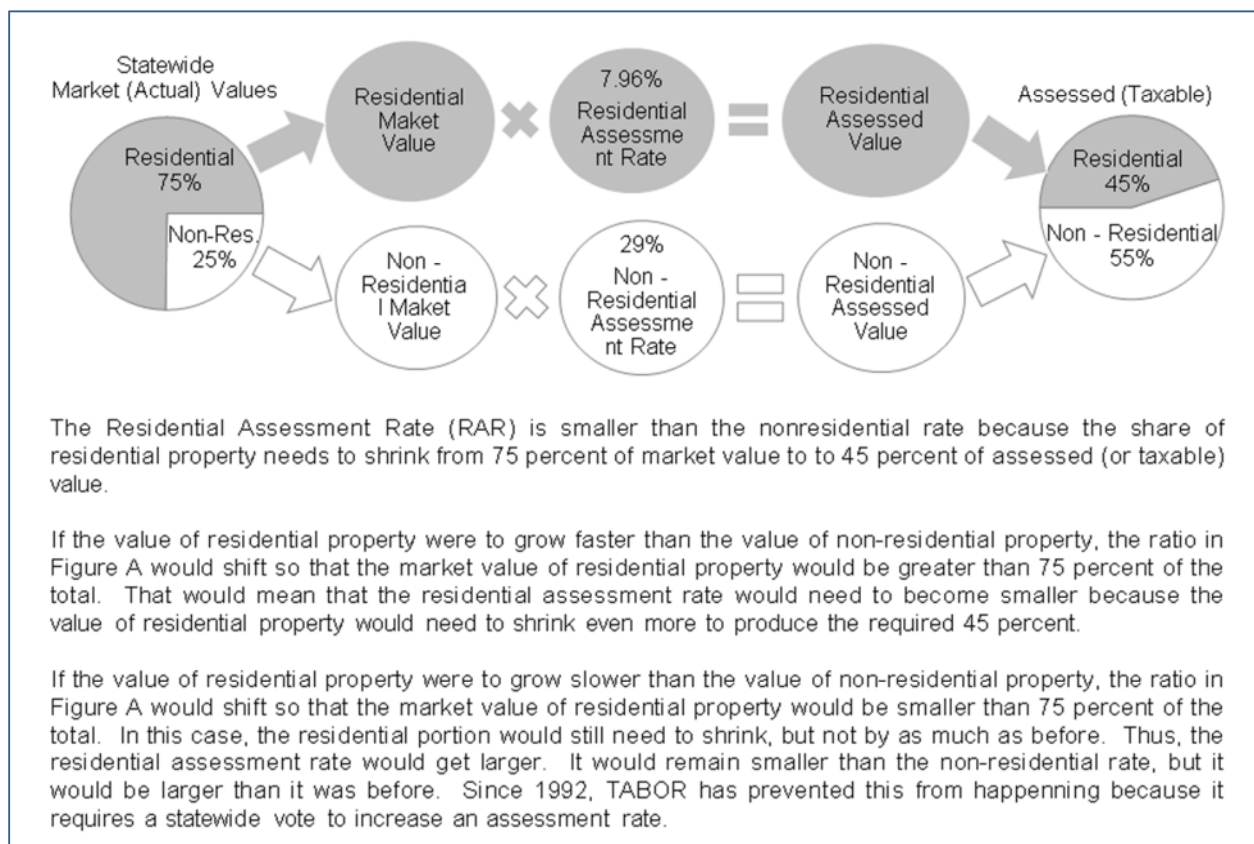 Statewide
Market (Actual) Values
Residential
75%
Non-Res.
25%
Residential
Maket
Value
7.96%
Residential
Assessme
nt Rate
Residential
Assessed
Value
Assessed (Taxable)
Residential
45%
Non - Residential
55%
Non -
Residentia
l Maket
Value
29%
Non -
Residential
Assessme
nt Rate
Non -
Residential
Assessed
Value
The Residential Assessment Rate (RAR) is smaller than the nonresidential rate because the share of
residential property needs to shrink from 75 percent of market value to to 45 percent of assessed (or taxable)
value.
If the value of residential property were to grow faster than the value of non-residential property, the ratio in
Figure A would shift so that the market value of residential property would be greater than 75 percent of the
total. That would mean that the residential assessment rate would need to become smaller because the
value of residential property would need to shrink even more to produce the required 45 percent.
If the value of residential property were to grow slower than the value of non-residential property, the ratio in
Figure A would shift so that the market value of residential property would be smaller than 75 percent of the
total. In this case, the residential portion would still need to shrink, but not by as much as before. Thus, the
residential assessment rate would get larger. It would remain smaller than the non-residential rate, but it
would be larger than it was before. Since 1992, TABOR has prevented this from happenning because it
requires a statewide vote to increase an assessment rate.